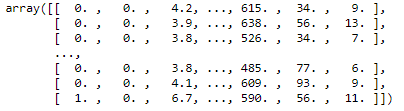 array([[ 0. , 0. , 4.2, ..., 615. , 34. , 9. ],
[ 0. , 0. , 3.9, ..., 638. , 56. , 13. ],
[ 0. , 0. , 3.8, ..., 526. , 34. , 7. ],
...,
[ 0. , 0. , 3.8, ..., 485. , 77. , 6. ],
[ 0. , 0. , 4.1, ..., 609. , 93. , 9. ],
[ 1. , 0. , 6.7, ..., 590. , 56. , 11. ]])